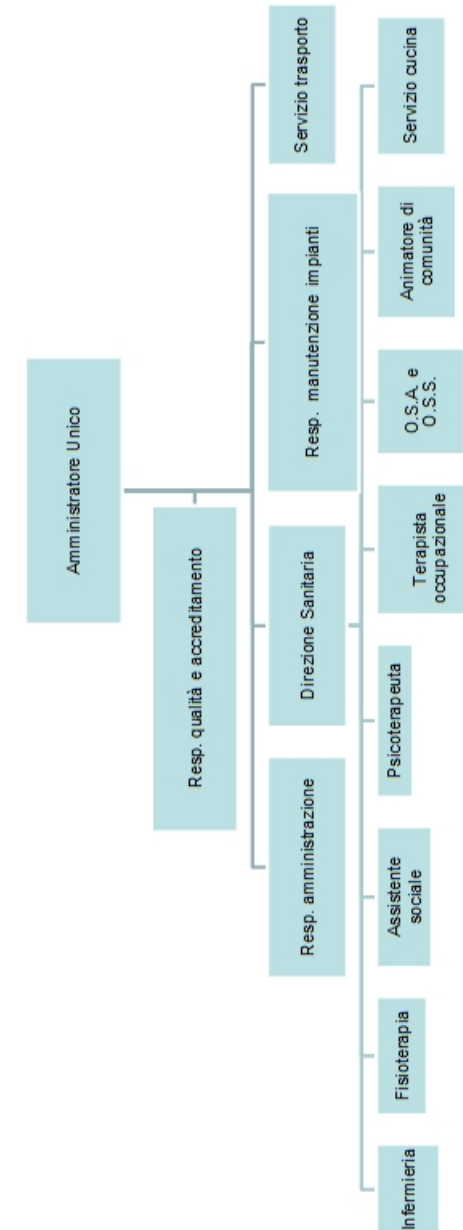 Amministratore Unico
Resp. qualità e accreditamento
Resp. amministrazione
Direzione Sanitaria
Resp. manutenzione impianti
Servizio trasporto
Infermieria
Fisioterapia
Assistente
sociale
Psicoterapeuta
Terapista
occupazionale
O.S.A. e
O.S.S.
Animatore di
comunità
Servizio cucina